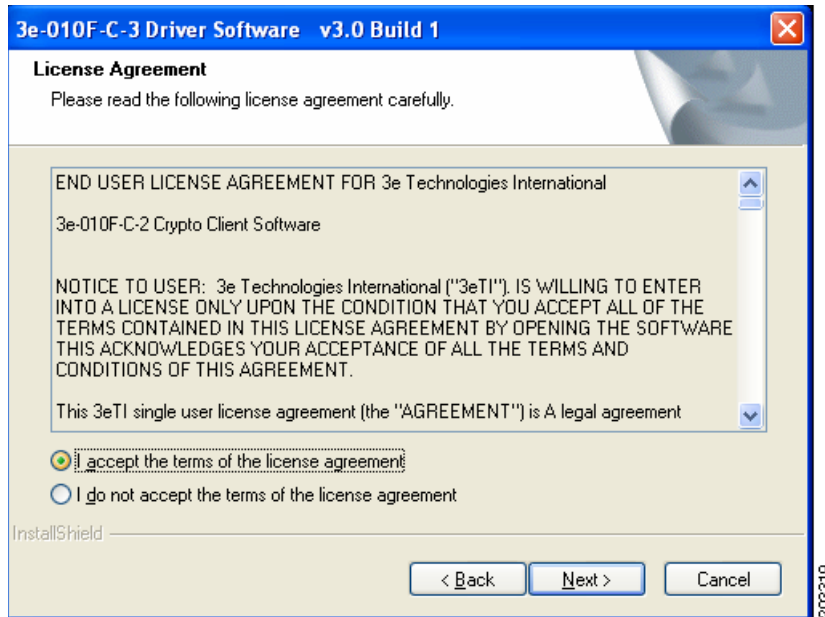 3e-010F-C-3 Driver Software v3.0 Build 1
License Agreement
Please read the following license agreement carefully.
END USER LICENSE AGREEMENT FOR 3e Technologies International
3e-010F-C-2 Crypto Client Software
NOTICE TO USER: 3e Technologies International ("3eTI"). IS WILLING TO ENTER
INTO A LICENSE ONLY UPON THE CONDITION THAT YOU ACCEPT ALL OF THE
TERMS CONTAINED IN THIS LICENSE AGREEMENT BY OPENING THE SOFTWARE
THIS ACKNOWLEDGES YOUR ACCEPTANCE OF ALL THE TERMS AND
CONDITIONS OF THIS AGREEMENT.
This 3eTI single user license agreement (the "AGREEMENT") is A legal agreement
I accept the terms of the license agreement
I do not accept the terms of the license agreement
InstallShield
< Back
Next >
Cancel